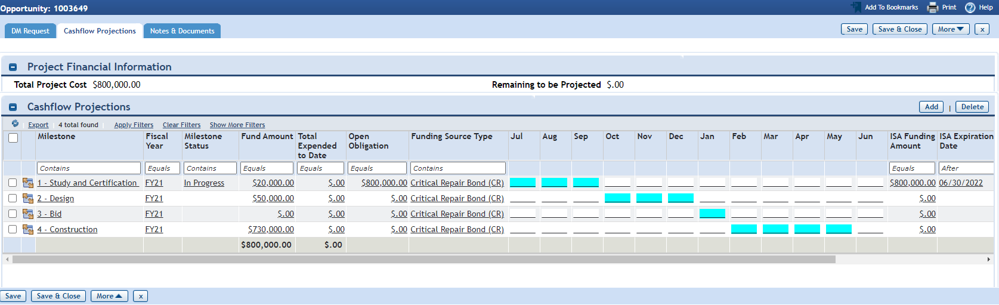 Opportunity: 1003649 Add To Bookmarks Print Help
DM Request Cashflow Projections Notes & Documents Save Save & Close More x
Project Financial Information
Total Project Cost $800,000.00 Remaining to be Projected $.00
Cashflow Projections Add | Delete
Export 4 total found Apply Filters Clear Filters Show More Filters
Milestone Fiscal Year Milestone Status Fund Amount Total Expended to Date Open Obligation Funding Source Type Jul Aug Sep Oct Nov Dec Jan Feb Mar Apr May Jun ISA Funding Amount ISA Expiration Date
Contains Equals Contains Equals Equals Equals Contains Equals After
1 - Study and Certification FY21 In Progress $20,000.00 $.00 $800,000.00 Critical Repair Bond (CR) $800,000.00 06/30/2022
2 - Design FY21 $50,000.00 $.00 $.00 Critical Repair Bond (CR) $.00
3 - Bid FY21 $.00 $.00 $.00 Critical Repair Bond (CR) $.00
4 - Construction FY21 $730,000.00 $.00 $.00 Critical Repair Bond (CR) $.00
$800,000.00 $.00
Save Save & Close More x